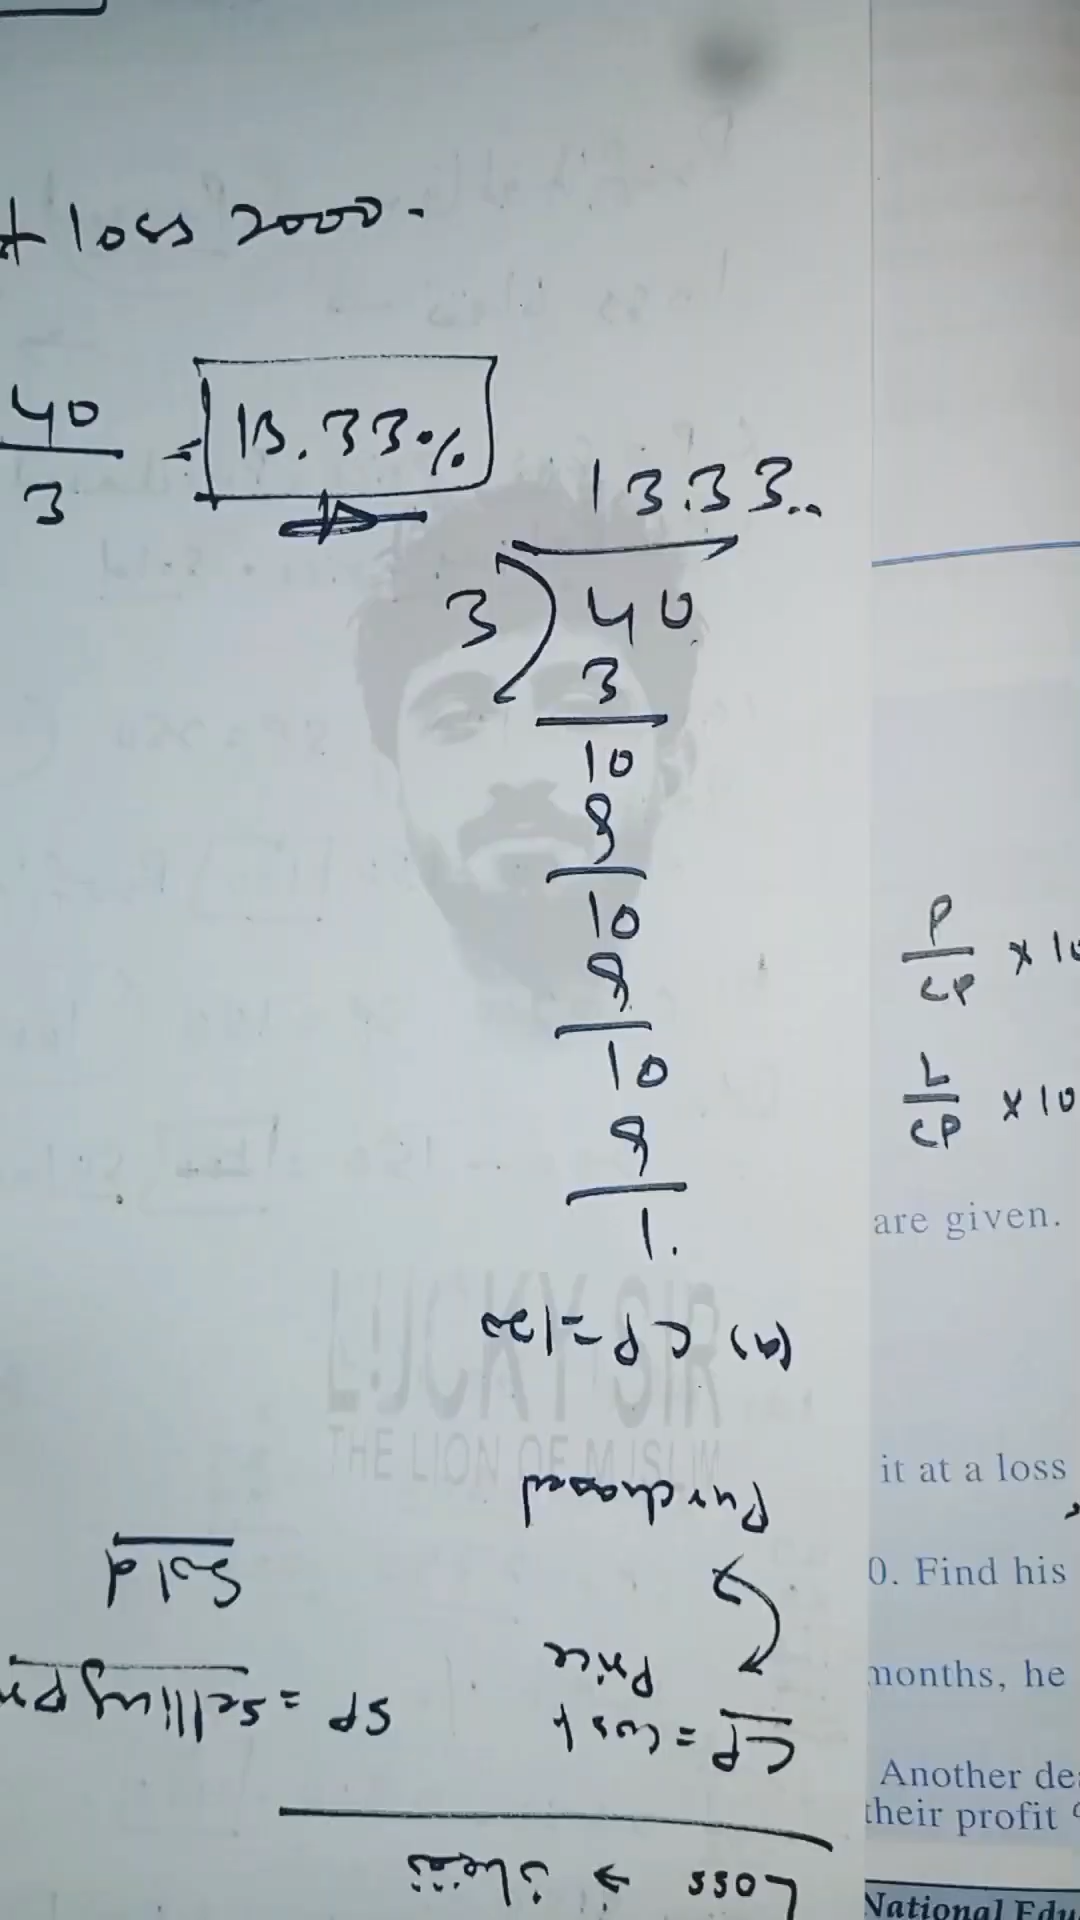 loss 2000.
40/3 = 13.33%
13.33..
3 ) 40
3
10
9
10
9
10
9
1.
P/CP × 10
L/CP × 10
are given.
it at a loss
0. Find his
months, he
Another de
their profit
National Edu
LUCKY SIR
THE LION OF MUSLIM
Loss →
CP = Cost
Price
SP = Selling
Purchased
Sold
(a) CP = 120